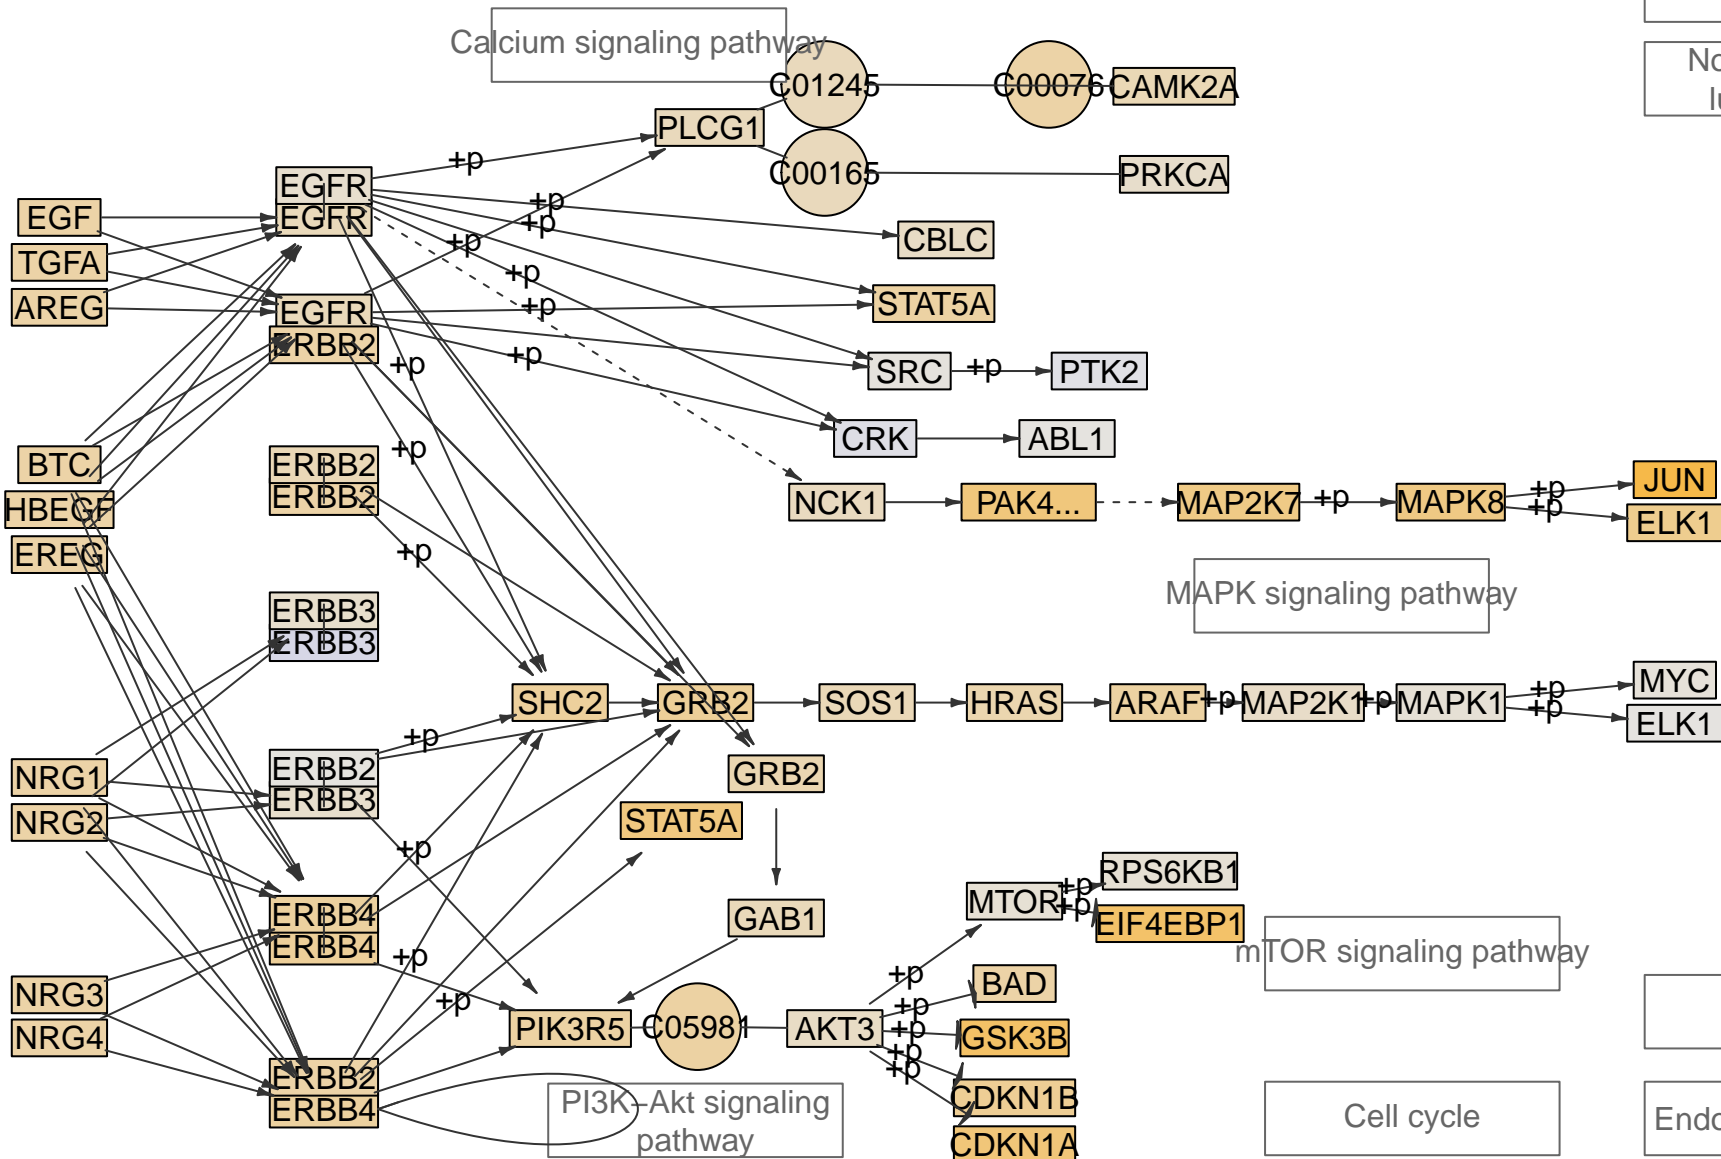 Calcium signaling pathway
No
lu
C01245
C00076
CAMK2A
PLCG1
+p
C00165
PRKCA
EGFR
EGFR
EGF
TGFA
AREG
+p
+p
+p
+p
+p
CBLC
STAT5A
EGFR
ERBB2
+p
+p
SRC
+p
PTK2
CRK
ABL1
BTC
HBEGF
EREG
ERBB2
ERBB2
+p
+p
NCK1
PAK4...
MAP2K7
+p
MAPK8
+p
+p
JUN
ELK1
MAPK signaling pathway
ERBB3
ERBB3
SHC2
GRB2
SOS1
HRAS
ARAF
+p
MAP2K1
+p
MAPK1
+p
+p
MYC
ELK1
NRG1
NRG2
ERBB2
ERBB3
+p
GRB2
STAT5A
+p
ERBB4
ERBB4
GAB1
MTOR
+p
+p
RPS6KB1
EIF4EBP1
mTOR signaling pathway
NRG3
NRG4
+p
+p
PIK3R5
C05981
AKT3
+p
+p
+p
+p
+p
BAD
GSK3B
CDKN1B
CDKN1A
ERBB2
ERBB4
PI3K−Akt signaling
pathway
Cell cycle
Endo